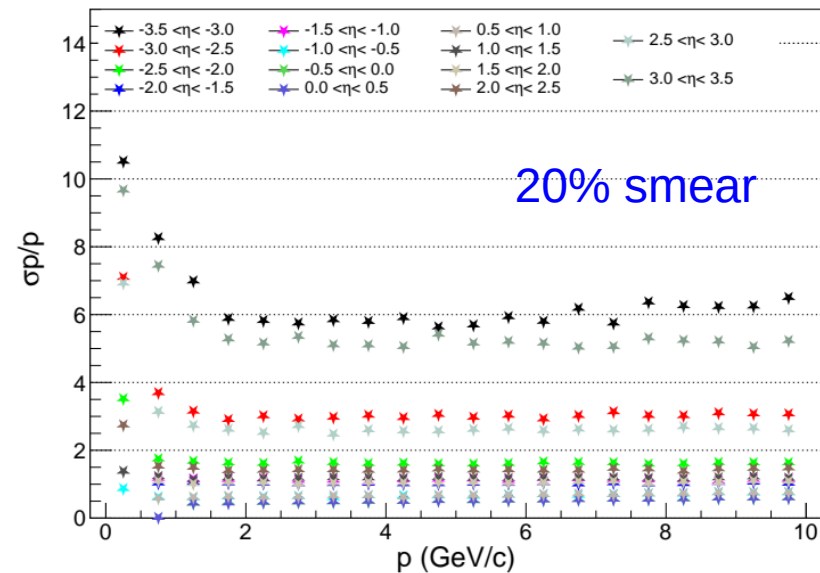 -3.5 <η< -3.0
-3.0 <η< -2.5
-2.5 <η< -2.0
-2.0 <η< -1.5
-1.5 <η< -1.0
-1.0 <η< -0.5
-0.5 <η< 0.0
0.0 <η< 0.5
0.5 <η< 1.0
1.0 <η< 1.5
1.5 <η< 2.0
2.0 <η< 2.5
2.5 <η< 3.0
3.0 <η< 3.5
20% smear
σp/p
14
12
10
8
6
4
2
0
0 2 4 6 8 10
p (GeV/c)